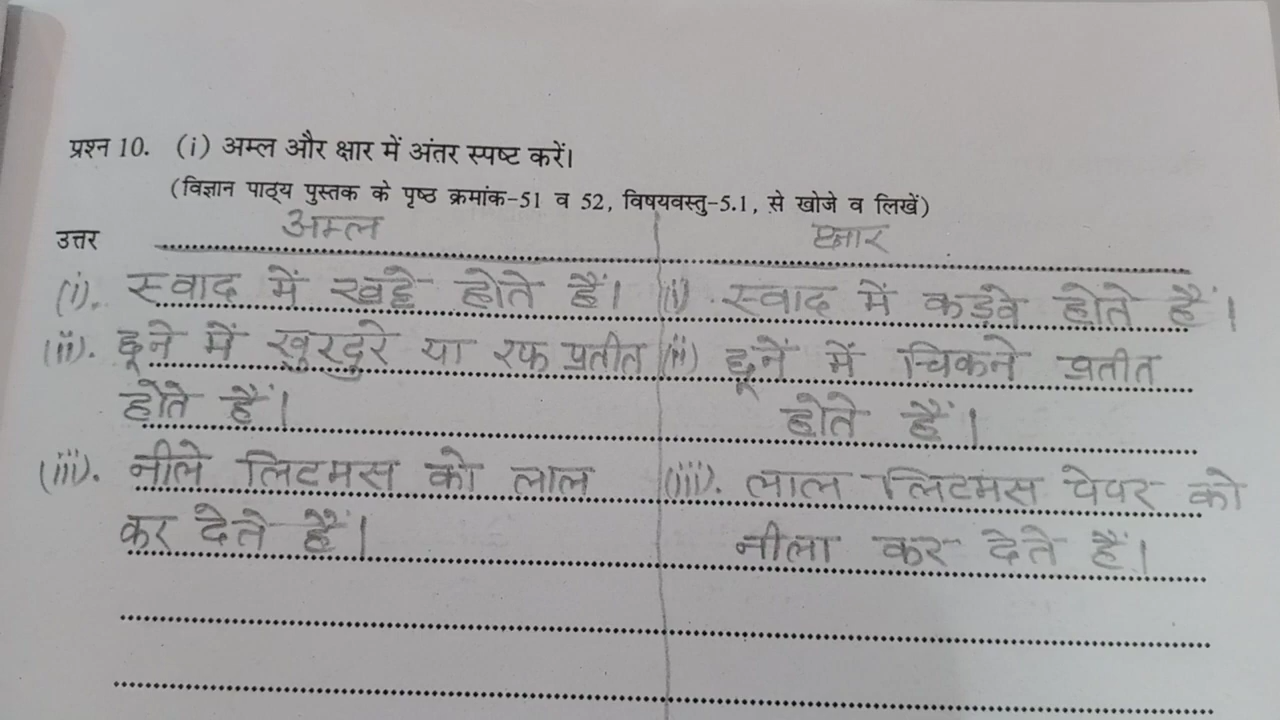 प्रश्न 10. (i) अम्ल और क्षार में अंतर स्पष्ट करें।
(विज्ञान पाठ्य पुस्तक के पृष्ठ क्रमांक-51 व 52, विषयवस्तु-5.1, से खोजे व लिखें)
उत्तर अम्ल क्षार
(i). स्वाद में खट्टे होते हैं। (i). स्वाद में कड़वे होते हैं।
(ii). छूने में खुरदुरे या रफ प्रतीत (ii) छूनें में चिकने प्रतीत
होते हैं। होते हैं।
(iii). नीले लिटमस को लाल (iii). लाल लिटमस पेपर को
कर देते हैं। नीला कर देते हैं।